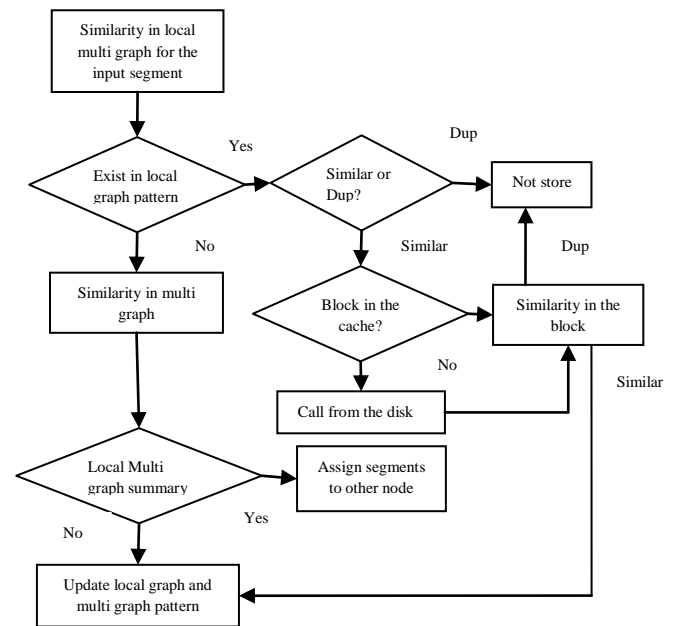 Similarity in local
multi graph for the
input segment
Yes
Dup
Exist in local
graph pattern
Similar or
Dup?
Not store
No
Similar
Dup
Similarity in multi
graph
Block in the
cache?
Similarity in the
block
No
Similar
Call from the disk
Local Multi
graph summary
Assign segments
to other node
Yes
No
Update local graph and
multi graph pattern